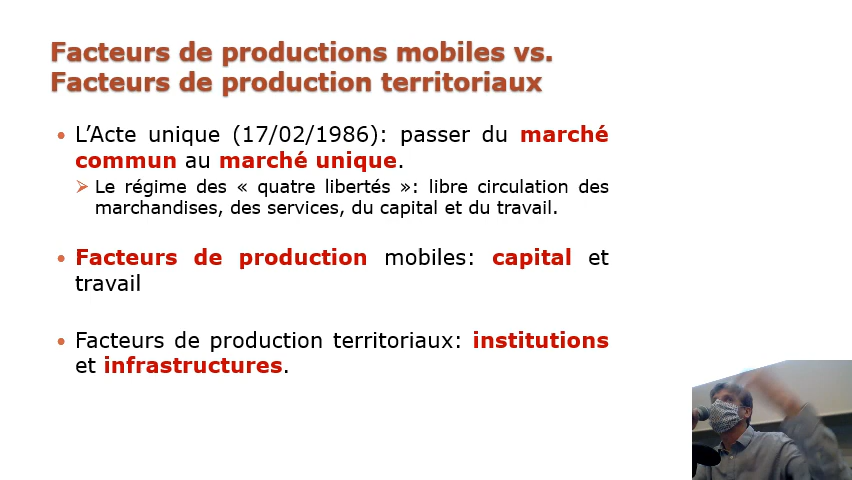 Facteurs de productions mobiles vs.
Facteurs de production territoriaux
• L’Acte unique (17/02/1986): passer du marché
commun au marché unique.
➢ Le régime des « quatre libertés »: libre circulation des
marchandises, des services, du capital et du travail.
• Facteurs de production mobiles: capital et
travail
• Facteurs de production territoriaux: institutions
et infrastructures.